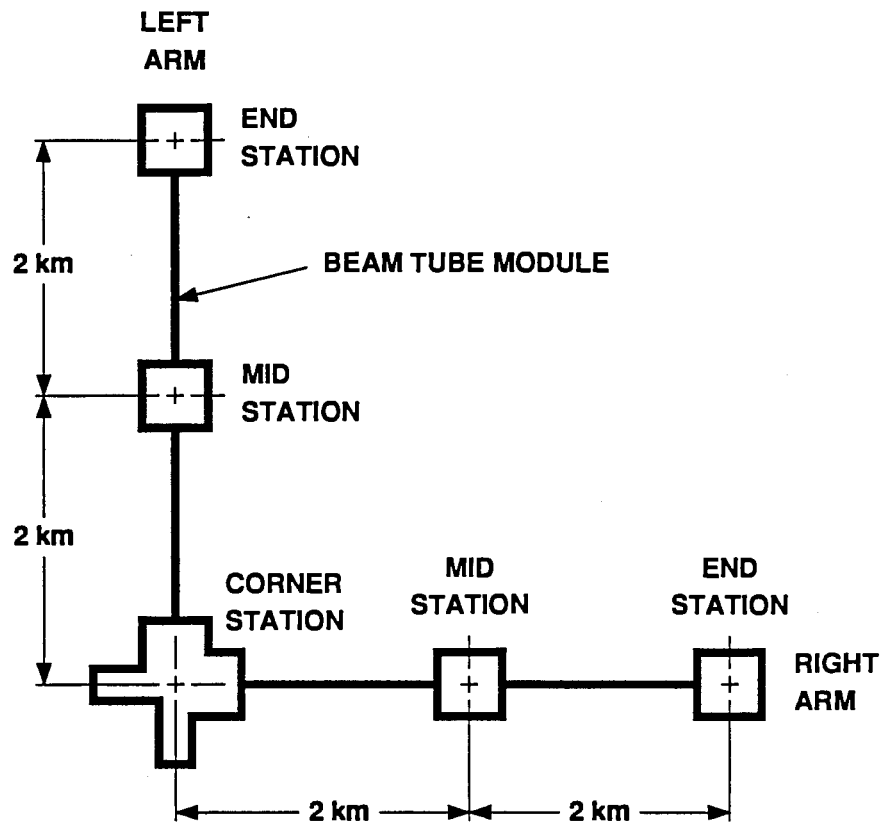 LEFT
ARM
END
STATION
2 km
BEAM TUBE MODULE
MID
STATION
2 km
CORNER
STATION
MID
STATION
END
STATION
RIGHT
ARM
2 km
2 km